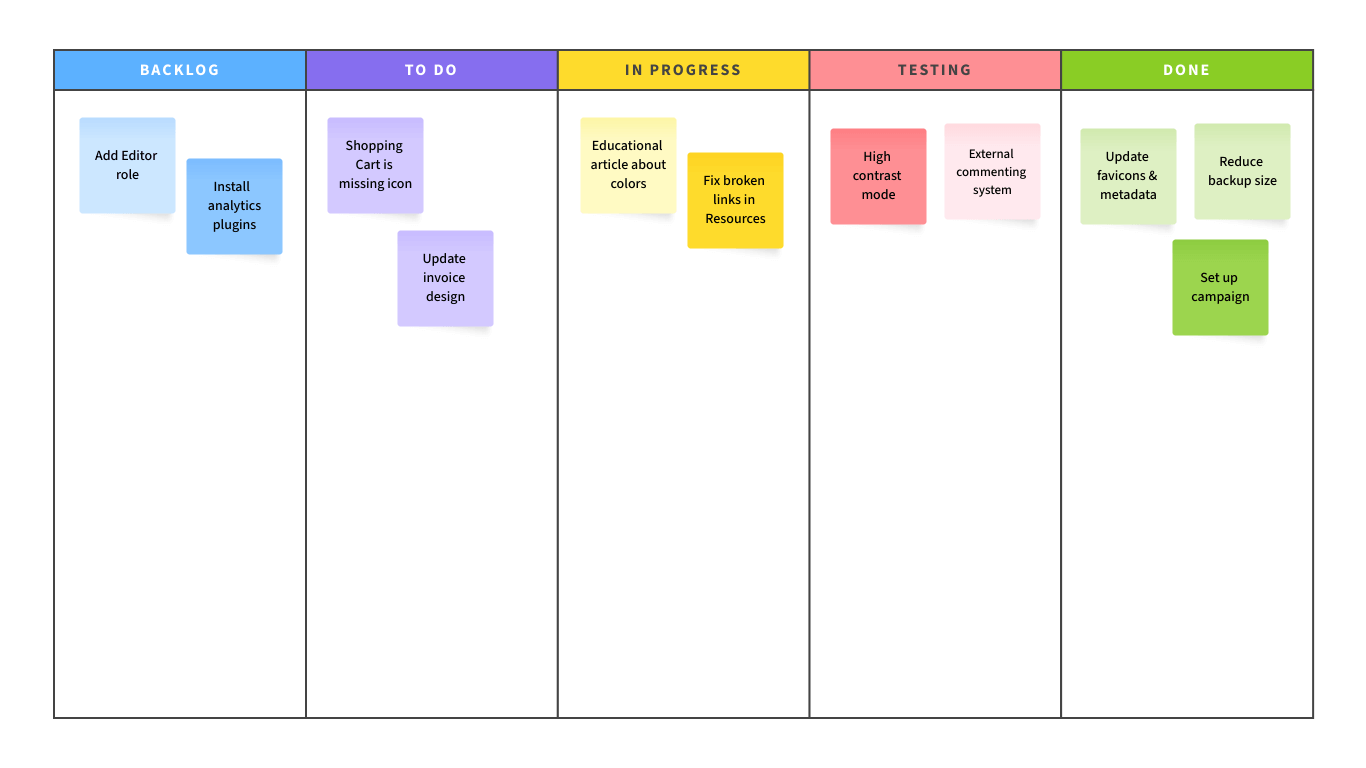 BACKLOG
TO DO
IN PROGRESS
TESTING
DONE
Add Editor
role
Install
analytics
plugins
Shopping
Cart is
missing icon
Update
invoice
design
Educational
article about
colors
Fix broken
links in
Resources
High
contrast
mode
External
commenting
system
Update
favicons &
metadata
Reduce
backup size
Set up
campaign